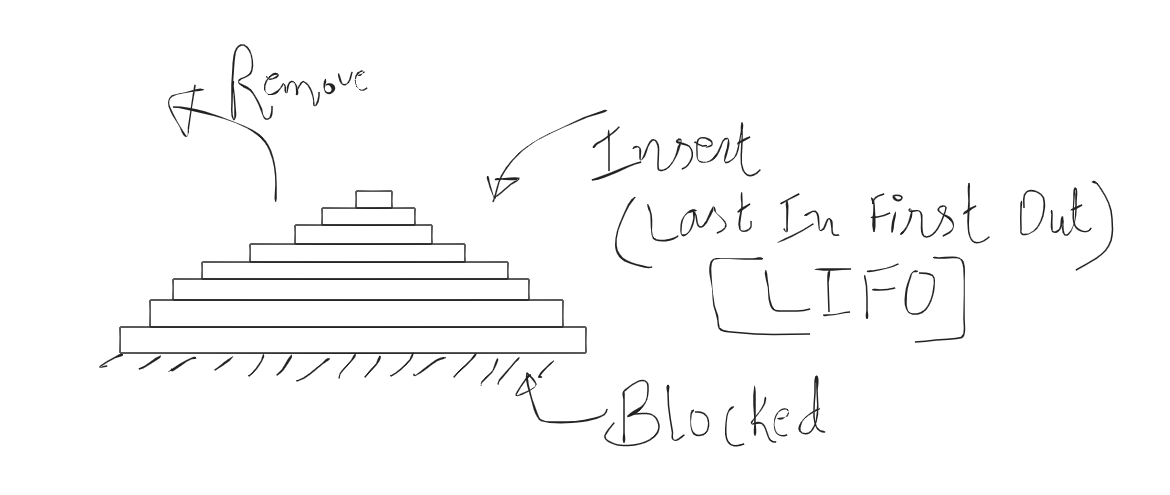 Remove
Insert
(Last In First Out)
[LIFO]
Blocked